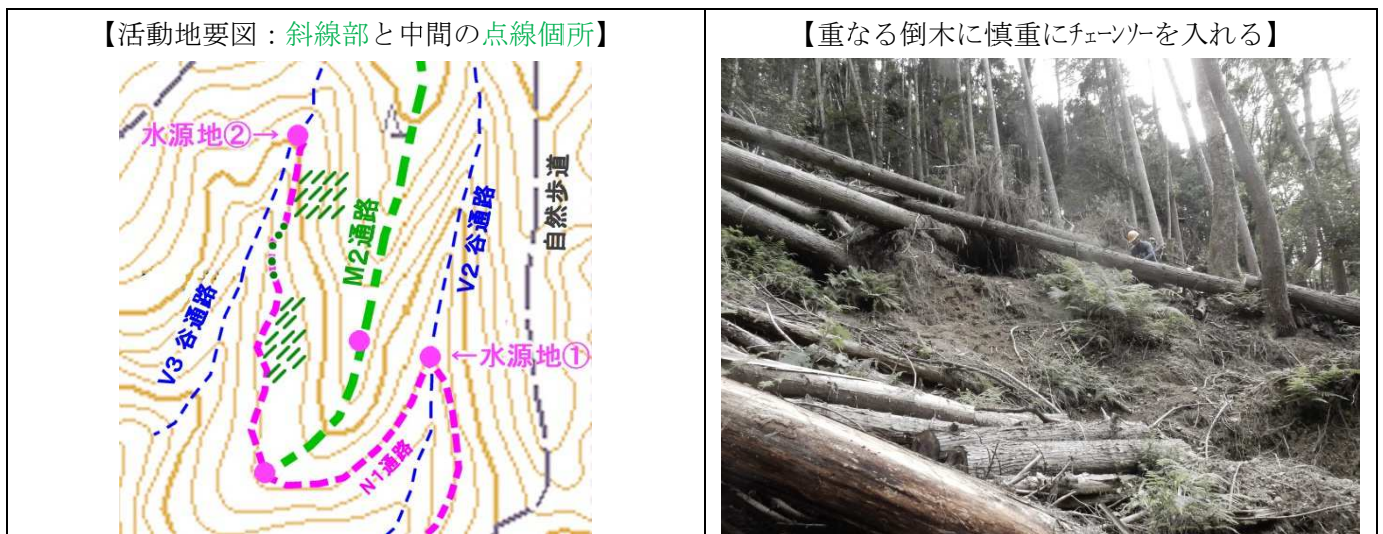 【活動地要図：斜線部と中間の点線個所】
水源地②→
M2通路
V2 谷通路
自然歩道
V3 谷通路
←水源地①
N1通路
【重なる倒木に慎重にﾁｪｰﾝｿｰを入れる】